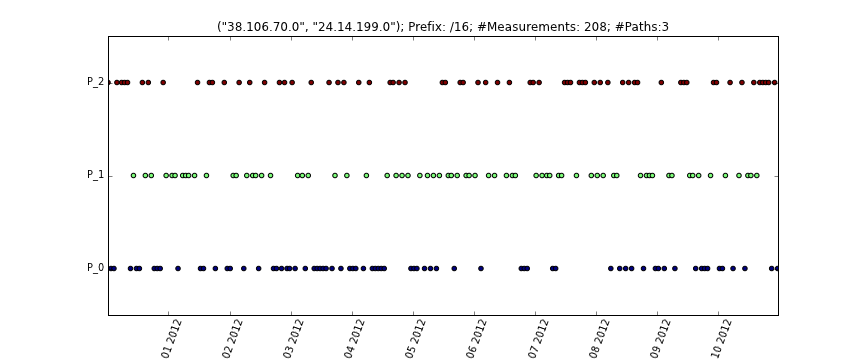 ("38.106.70.0", "24.14.199.0"); Prefix: /16; #Measurements: 208; #Paths:3
P_2
P_1
P_0
01 2012
02 2012
03 2012
04 2012
05 2012
06 2012
07 2012
08 2012
09 2012
10 2012